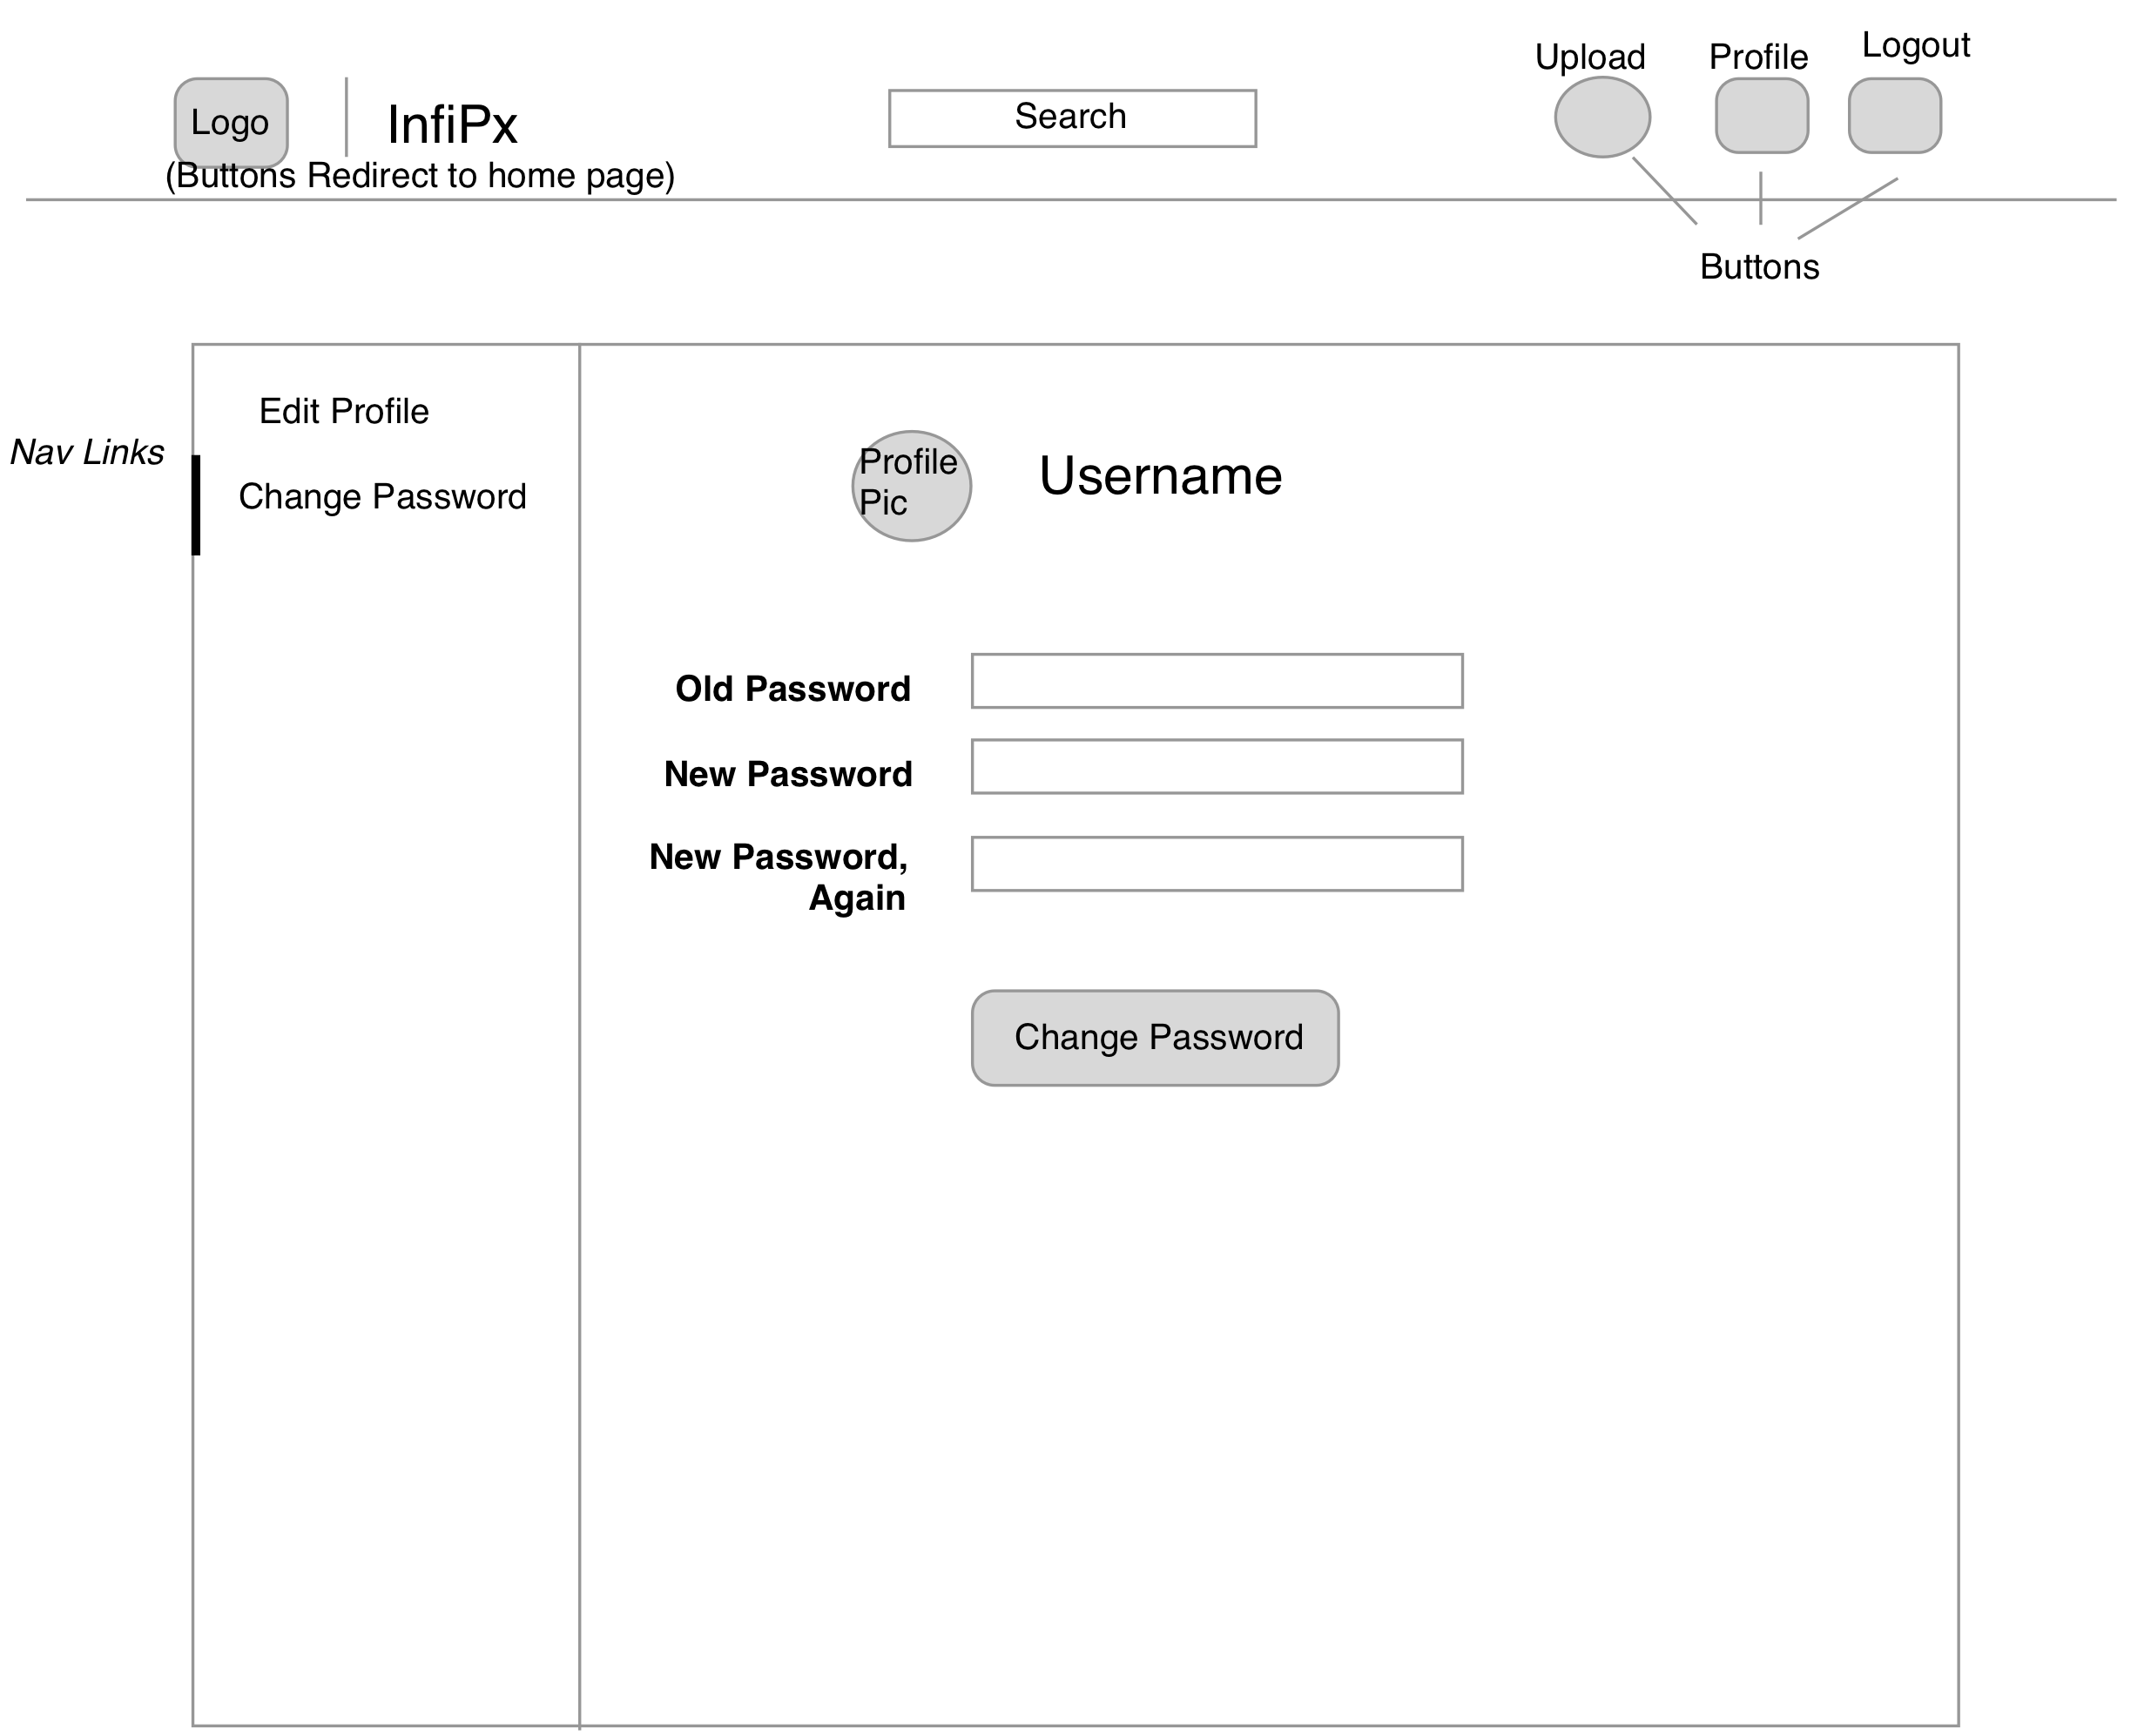 Upload
Profile
Logout
Logo
InfiPx
Search
(Buttons Redirect to home page)
Buttons
Nav Links
Edit Profile
Change Password
Profile
Pic
Username
Old Password
New Password
New Password,
Again
Change Password